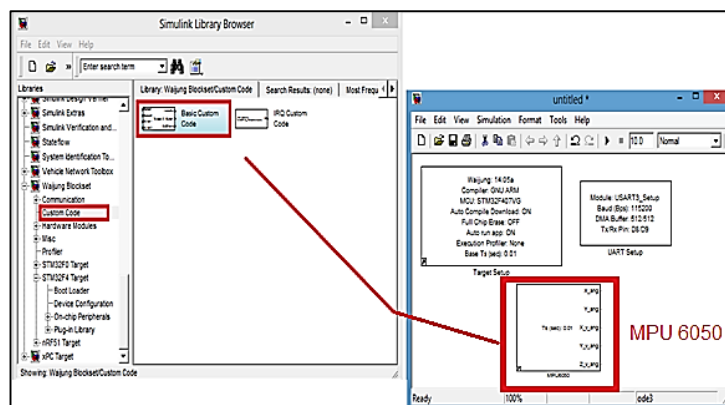 Simulink Library Browser
File Edit View Help
Enter search term
Libraries
Library: Waijung Blockset/Custom Code
Search Results: (none)
Most Frequ
Simulink Design Verifier
Simulink Extras
Simulink Verification and...
Stateflow
System Identification To...
Vehicle Network Toolbox
Waijung Blockset
Communication
Custom Code
Hardware Modules
Misc
Profiler
STM32F0 Target
STM32F4 Target
Boot Loader
Device Configuration
On-chip Peripherals
Plug-in Library
nRF51 Target
xPC Target
Basic Custom
Code
IRQ Custom
Code
Showing: Waijung Blockset/Custom Code
untitled *
File Edit View Simulation Format Tools Help
10.0 Normal
Waijung: 14.05a
Compiler: GNU ARM
MCU: STM32F407VG
Auto Compile Download: ON
Full Chip Erase: OFF
Auto run app: ON
Execution Profiler: None
Base Ts (sec): 0.01
Target Setup
Module: USART3_Setup
Baud (Bps): 115200
DMA Buffer: 512/512
Tx/Rx Pin: D8/D9
UART Setup
Ts (sec): 0.01
X_v_ang
Y_v_ang
Z_v_ang
MPU6050
MPU 6050
Ready 100% ode3